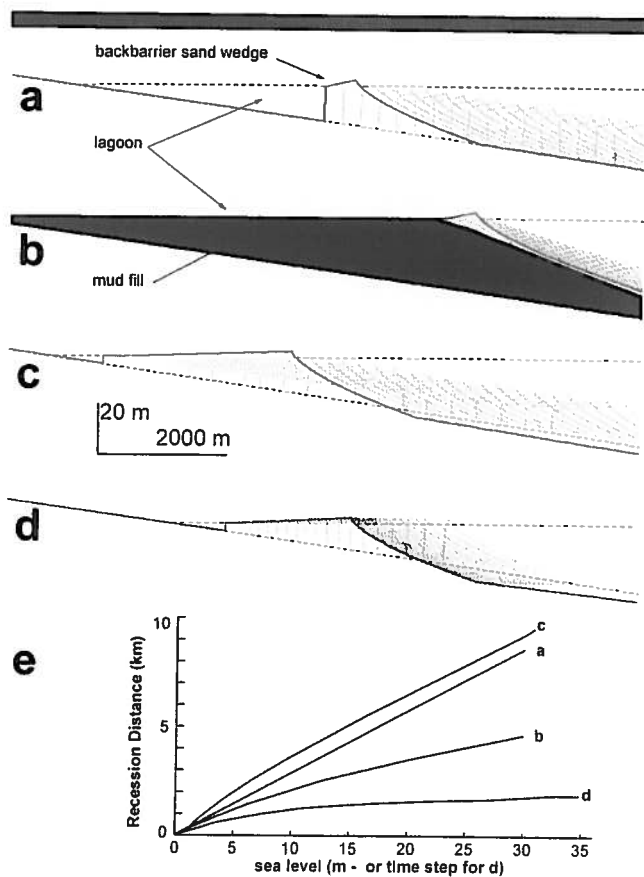 backbarrier sand wedge
a
lagoon
b
mud fill
c
20 m
2000 m
d
e
Recession Distance (km)
10
5
0
c
a
b
d
0 5 10 15 20 25 30 35
sea level (m - or time step for d)